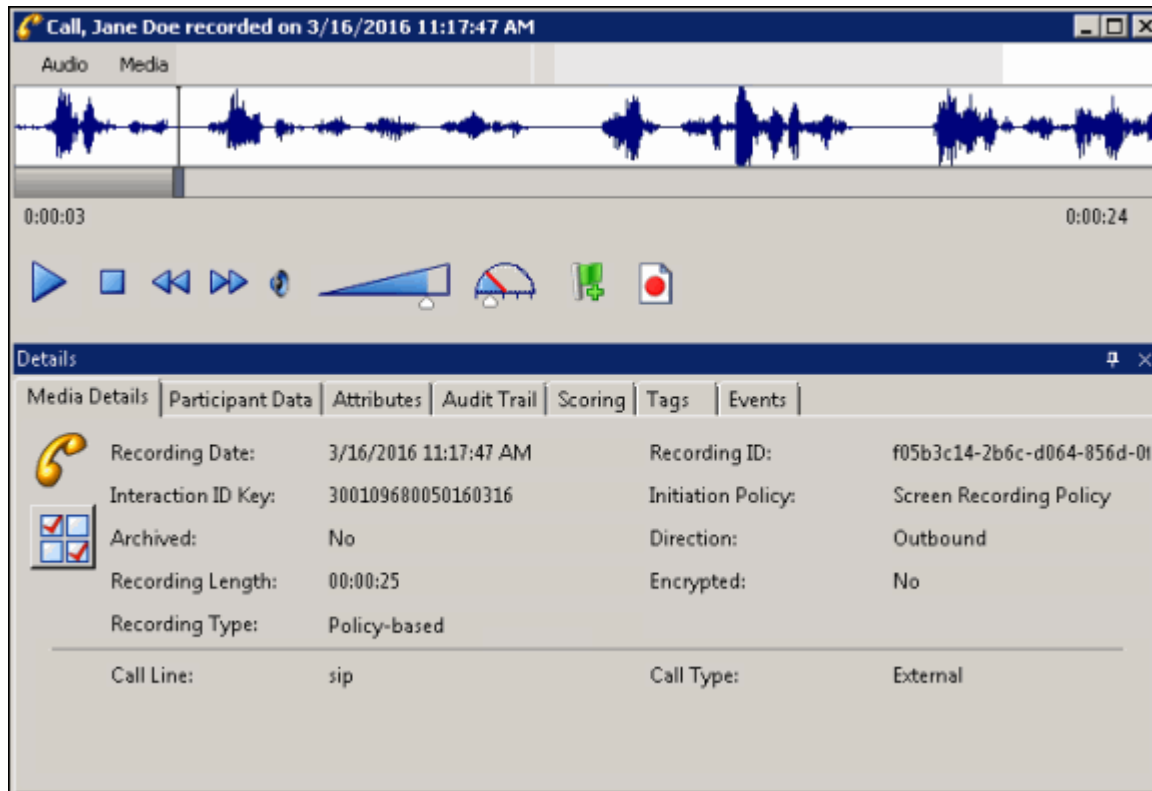 Call, Jane Doe recorded on 3/16/2016 11:17:47 AM
Audio Media
0:00:03 0:00:24
Details
Media Details Participant Data Attributes Audit Trail Scoring Tags Events
Recording Date: 3/16/2016 11:17:47 AM Recording ID: f05b3c14-2b6c-d064-856d-0
Interaction ID Key: 300109680050160316 Initiation Policy: Screen Recording Policy
Archived: No Direction: Outbound
Recording Length: 00:00:25 Encrypted: No
Recording Type: Policy-based
Call Line: sip Call Type: External